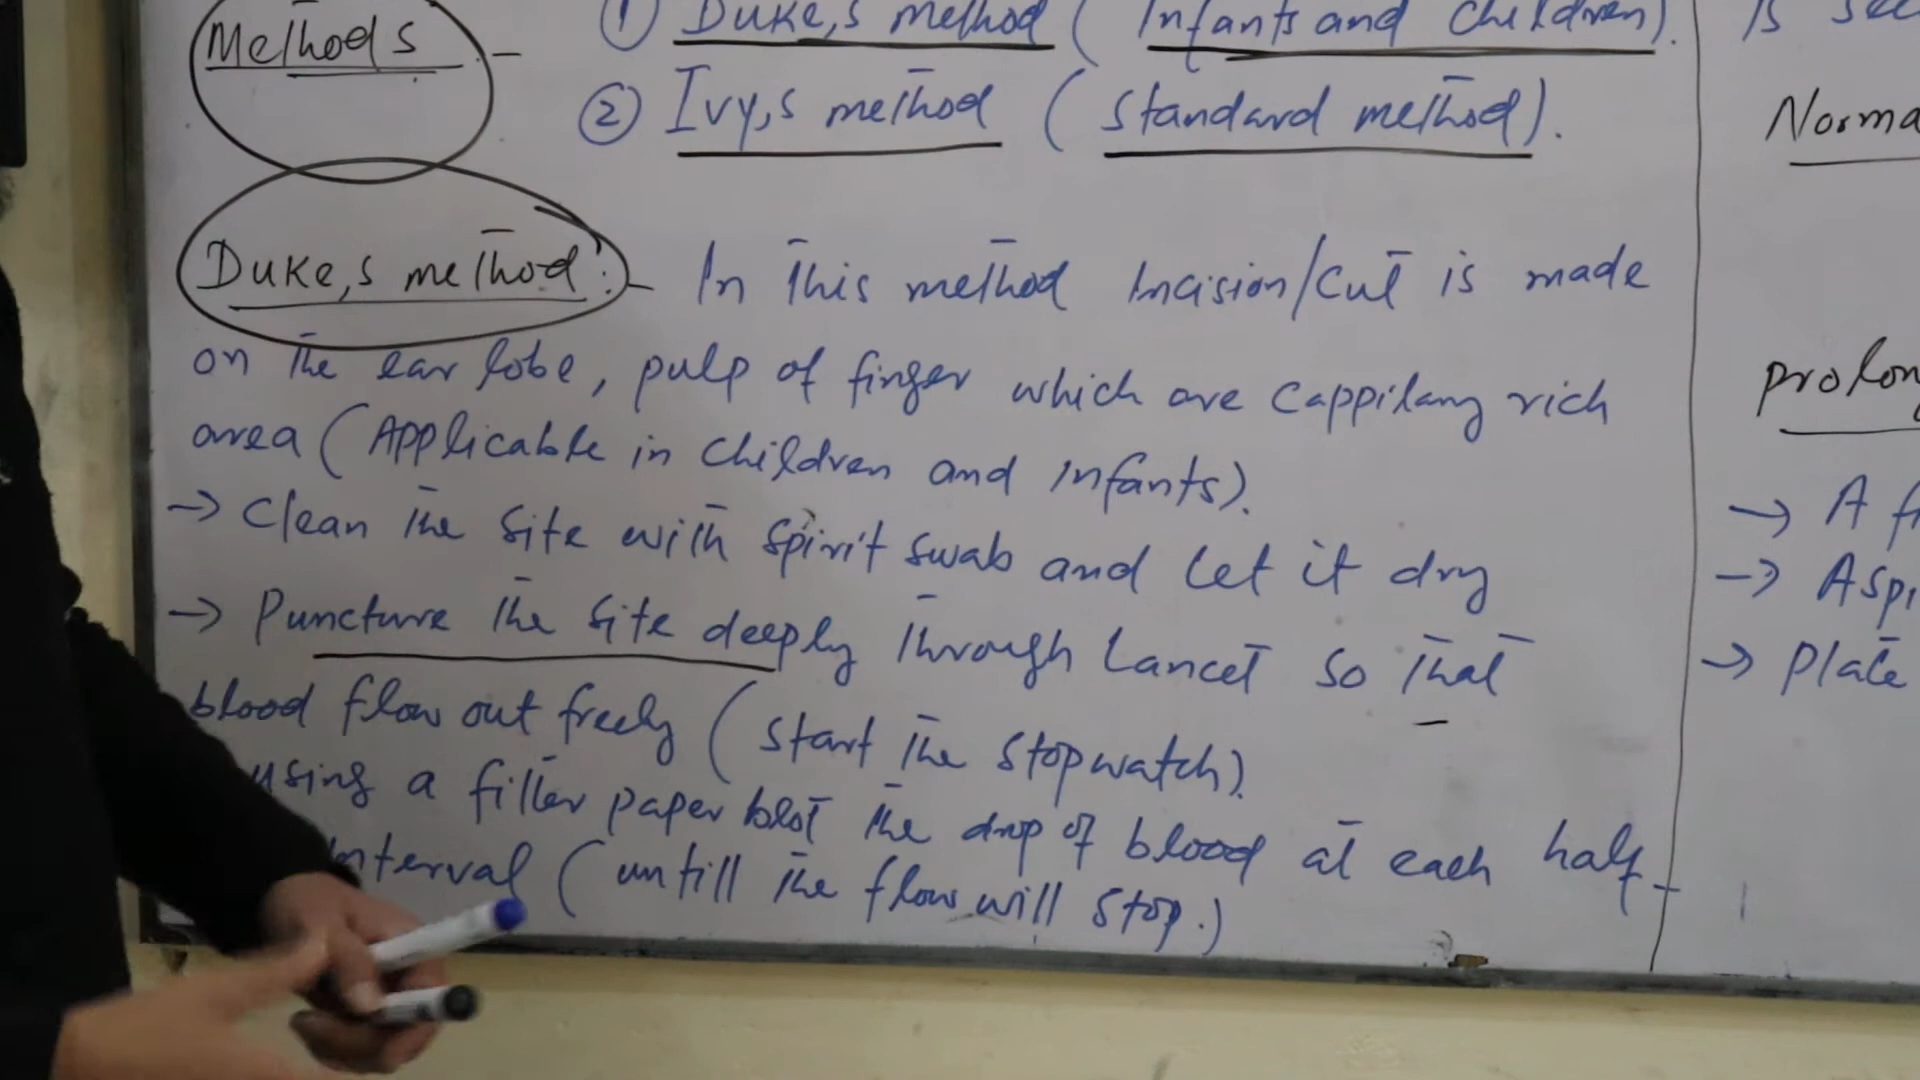 Methods - ① Duke,s method ( Infants and Children).
② Ivy,s method ( Standard method).
Duke,s method :- In this method Incision/Cut is made
on the ear lobe, pulp of finger which are Cappilary rich
area ( Applicable in Children and Infants).
→ Clean the Site with Spirit Swab and Let it dry
→ Puncture the Site deeply through Lancet So that
blood flow out freely ( Start the Stopwatch).
using a filter paper blot the drop of blood at each half-
Interval ( untill the flow will Stop.)
Is
Norma
prolon
→ A f
→ Aspi
→ Plate